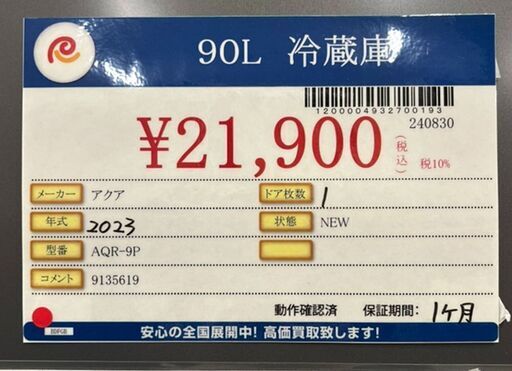 90L 冷蔵庫
1200004932700193
240830
¥21,900 (税込) 税10%
メーカー アクア ドア枚数 1
年式 2023 状態 NEW
型番 AQR-9P
コメント 9135619
動作確認済 保証期間: 1ヶ月
安心の全国展開中! 高価買取致します!